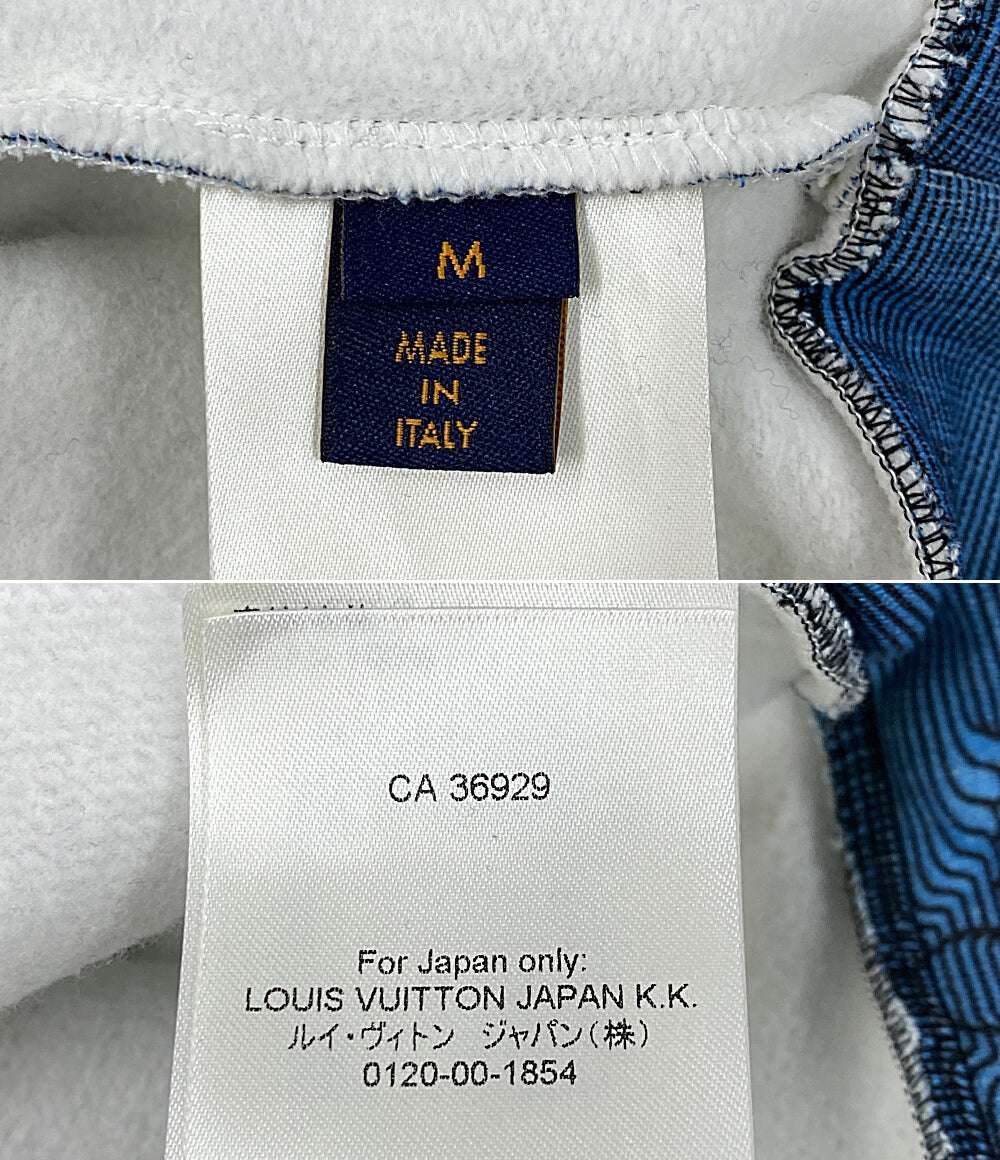 M
MADE
IN
ITALY
CA 36929
For Japan only:
LOUIS VUITTON JAPAN K.K.
ルイ・ヴィトン ジャパン(株)
0120-00-1854